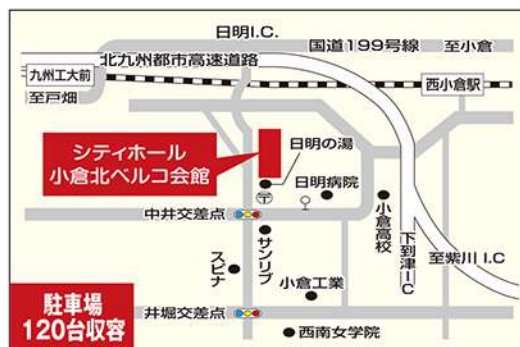 日明I.C.
国道199号線
至小倉
北九州都市高速道路
九州工大前
西小倉駅
至戸畑
シティホール
小倉北ベルコ会館
日明の湯
日明病院
小倉高校
下到津IC
至紫川 I.C
中井交差点
サンリブ
スピナ
小倉工業
駐車場
120台収容
井堀交差点
西南女学院